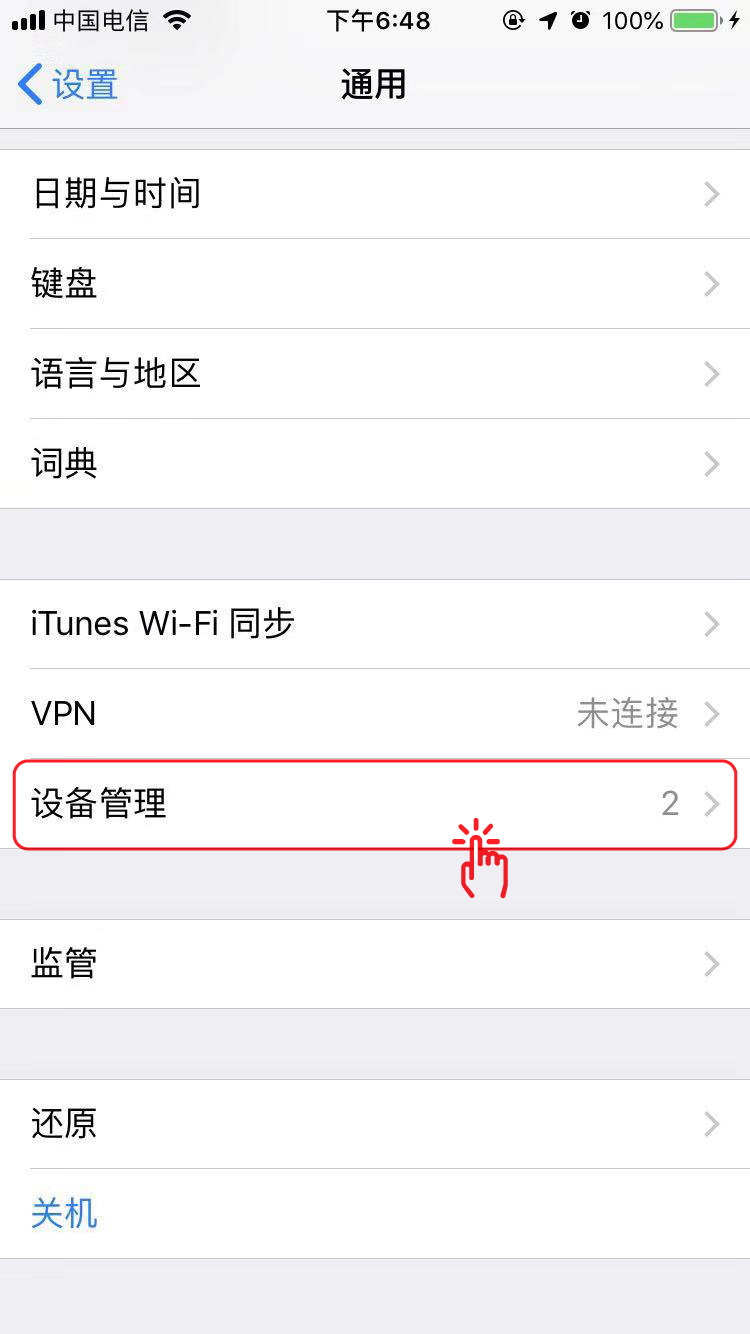 中国电信 下午6:48 100%
设置 通用
日期与时间
键盘
语言与地区
词典
iTunes Wi-Fi 同步
VPN 未连接
设备管理 2
监管
还原
关机